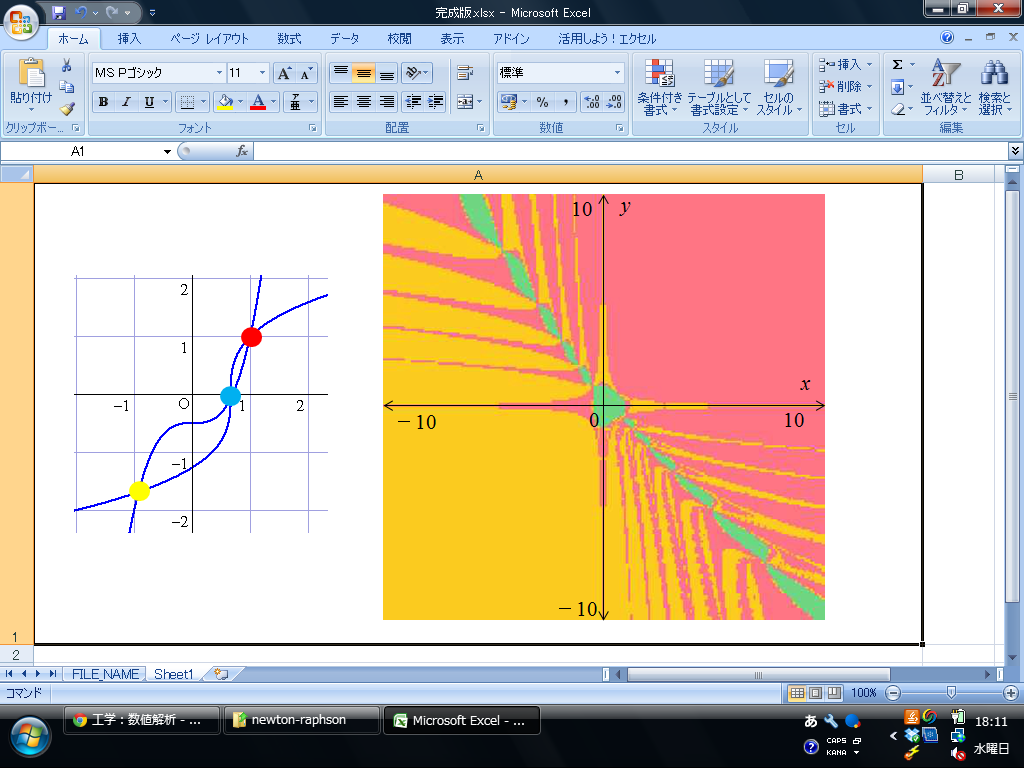 完成版.xlsx - Microsoft Excel
ホーム 挿入 ページ レイアウト 数式 データ 校閲 表示 アドイン 活用しよう！エクセル
貼り付け
クリップボー...
MS Pゴシック 11
B I U 亜
フォント
配置
標準
% ,
数値
条件付き書式 テーブルとして書式設定 セルのスタイル
スタイル
挿入
削除
書式
セル
Σ
並べ替えとフィルタ 検索と選択
編集
A1 fx
A B
1
2
2
1
−1 O 1 2
−1
−2
10 y
x
−10 0 10
−10
FILE_NAME Sheet1
コマンド 100%
工学：数値解析 - ... newton-raphson Microsoft Excel - ...
あ CAPS KANA
18:11
水曜日